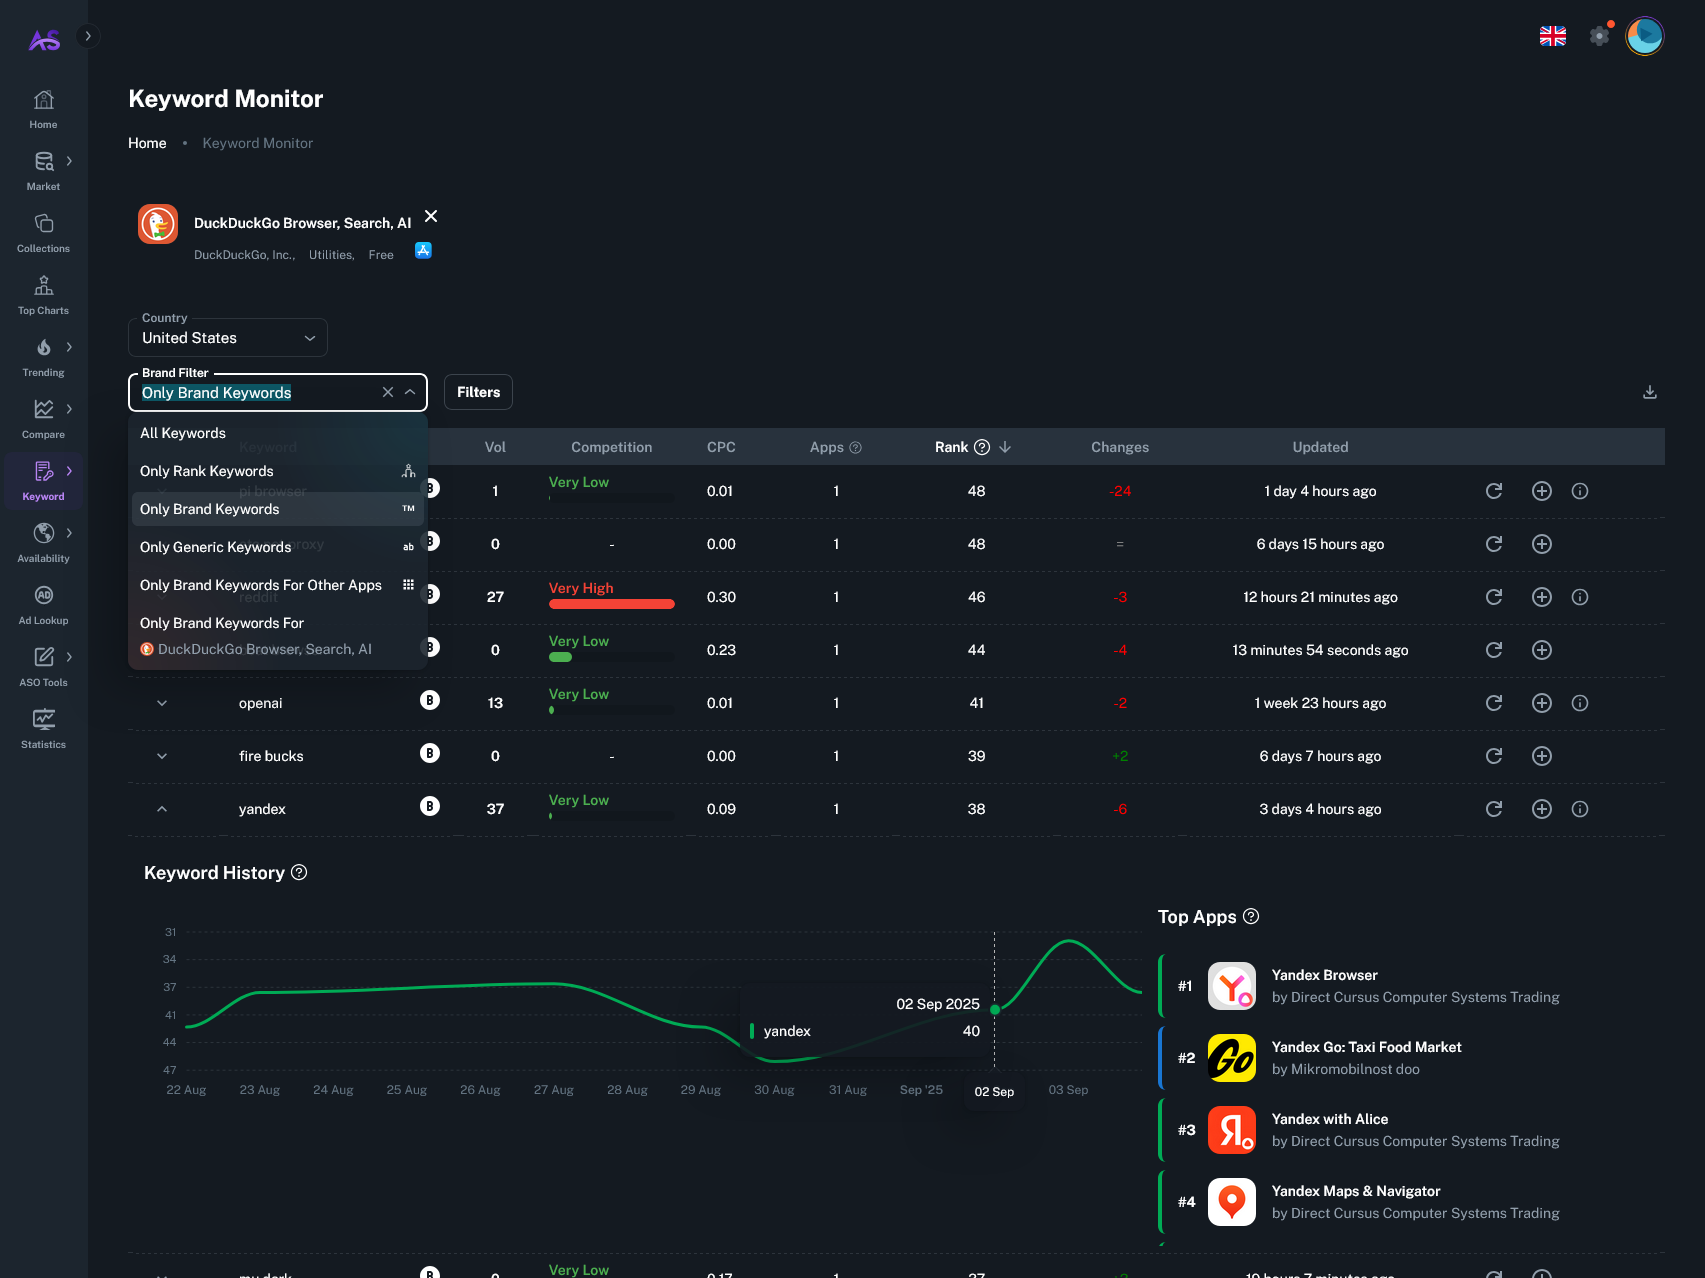 AS
Home
Market
Collections
Top Charts
Trending
Compare
Keyword
Availability
AD
Ad Lookup
ASO Tools
Statistics
Keyword Monitor
Home • Keyword Monitor
DuckDuckGo Browser, Search, AI
DuckDuckGo, Inc., Utilities, Free
Country
United States
Brand Filter
Only Brand Keywords
Filters
All Keywords
Only Rank Keywords
Only Brand Keywords TM
Only Generic Keywords ab
Only Brand Keywords For Other Apps
Only Brand Keywords For
DuckDuckGo Browser, Search, AI
Keyword Vol Competition CPC Apps Rank Changes Updated
pi browser B 1 Very Low 0.01 1 48 -24 1 day 4 hours ago
proxy B 0 - 0.00 1 48 = 6 days 15 hours ago
reddit B 27 Very High 0.30 1 46 -3 12 hours 21 minutes ago
B 0 Very Low 0.23 1 44 -4 13 minutes 54 seconds ago
openai B 13 Very Low 0.01 1 41 -2 1 week 23 hours ago
fire bucks B 0 - 0.00 1 39 +2 6 days 7 hours ago
yandex B 37 Very Low 0.09 1 38 -6 3 days 4 hours ago
Keyword History
31
34
37
41
44
47
22 Aug 23 Aug 24 Aug 25 Aug 26 Aug 27 Aug 28 Aug 29 Aug 30 Aug 31 Aug Sep '25 02 Sep 03 Sep
02 Sep 2025
yandex 40
Top Apps
#1 Yandex Browser
by Direct Cursus Computer Systems Trading
#2 Go Yandex Go: Taxi Food Market
by Mikromobilnost doo
#3 Я Yandex with Alice
by Direct Cursus Computer Systems Trading
#4 Yandex Maps & Navigator
by Direct Cursus Computer Systems Trading
B Very Low